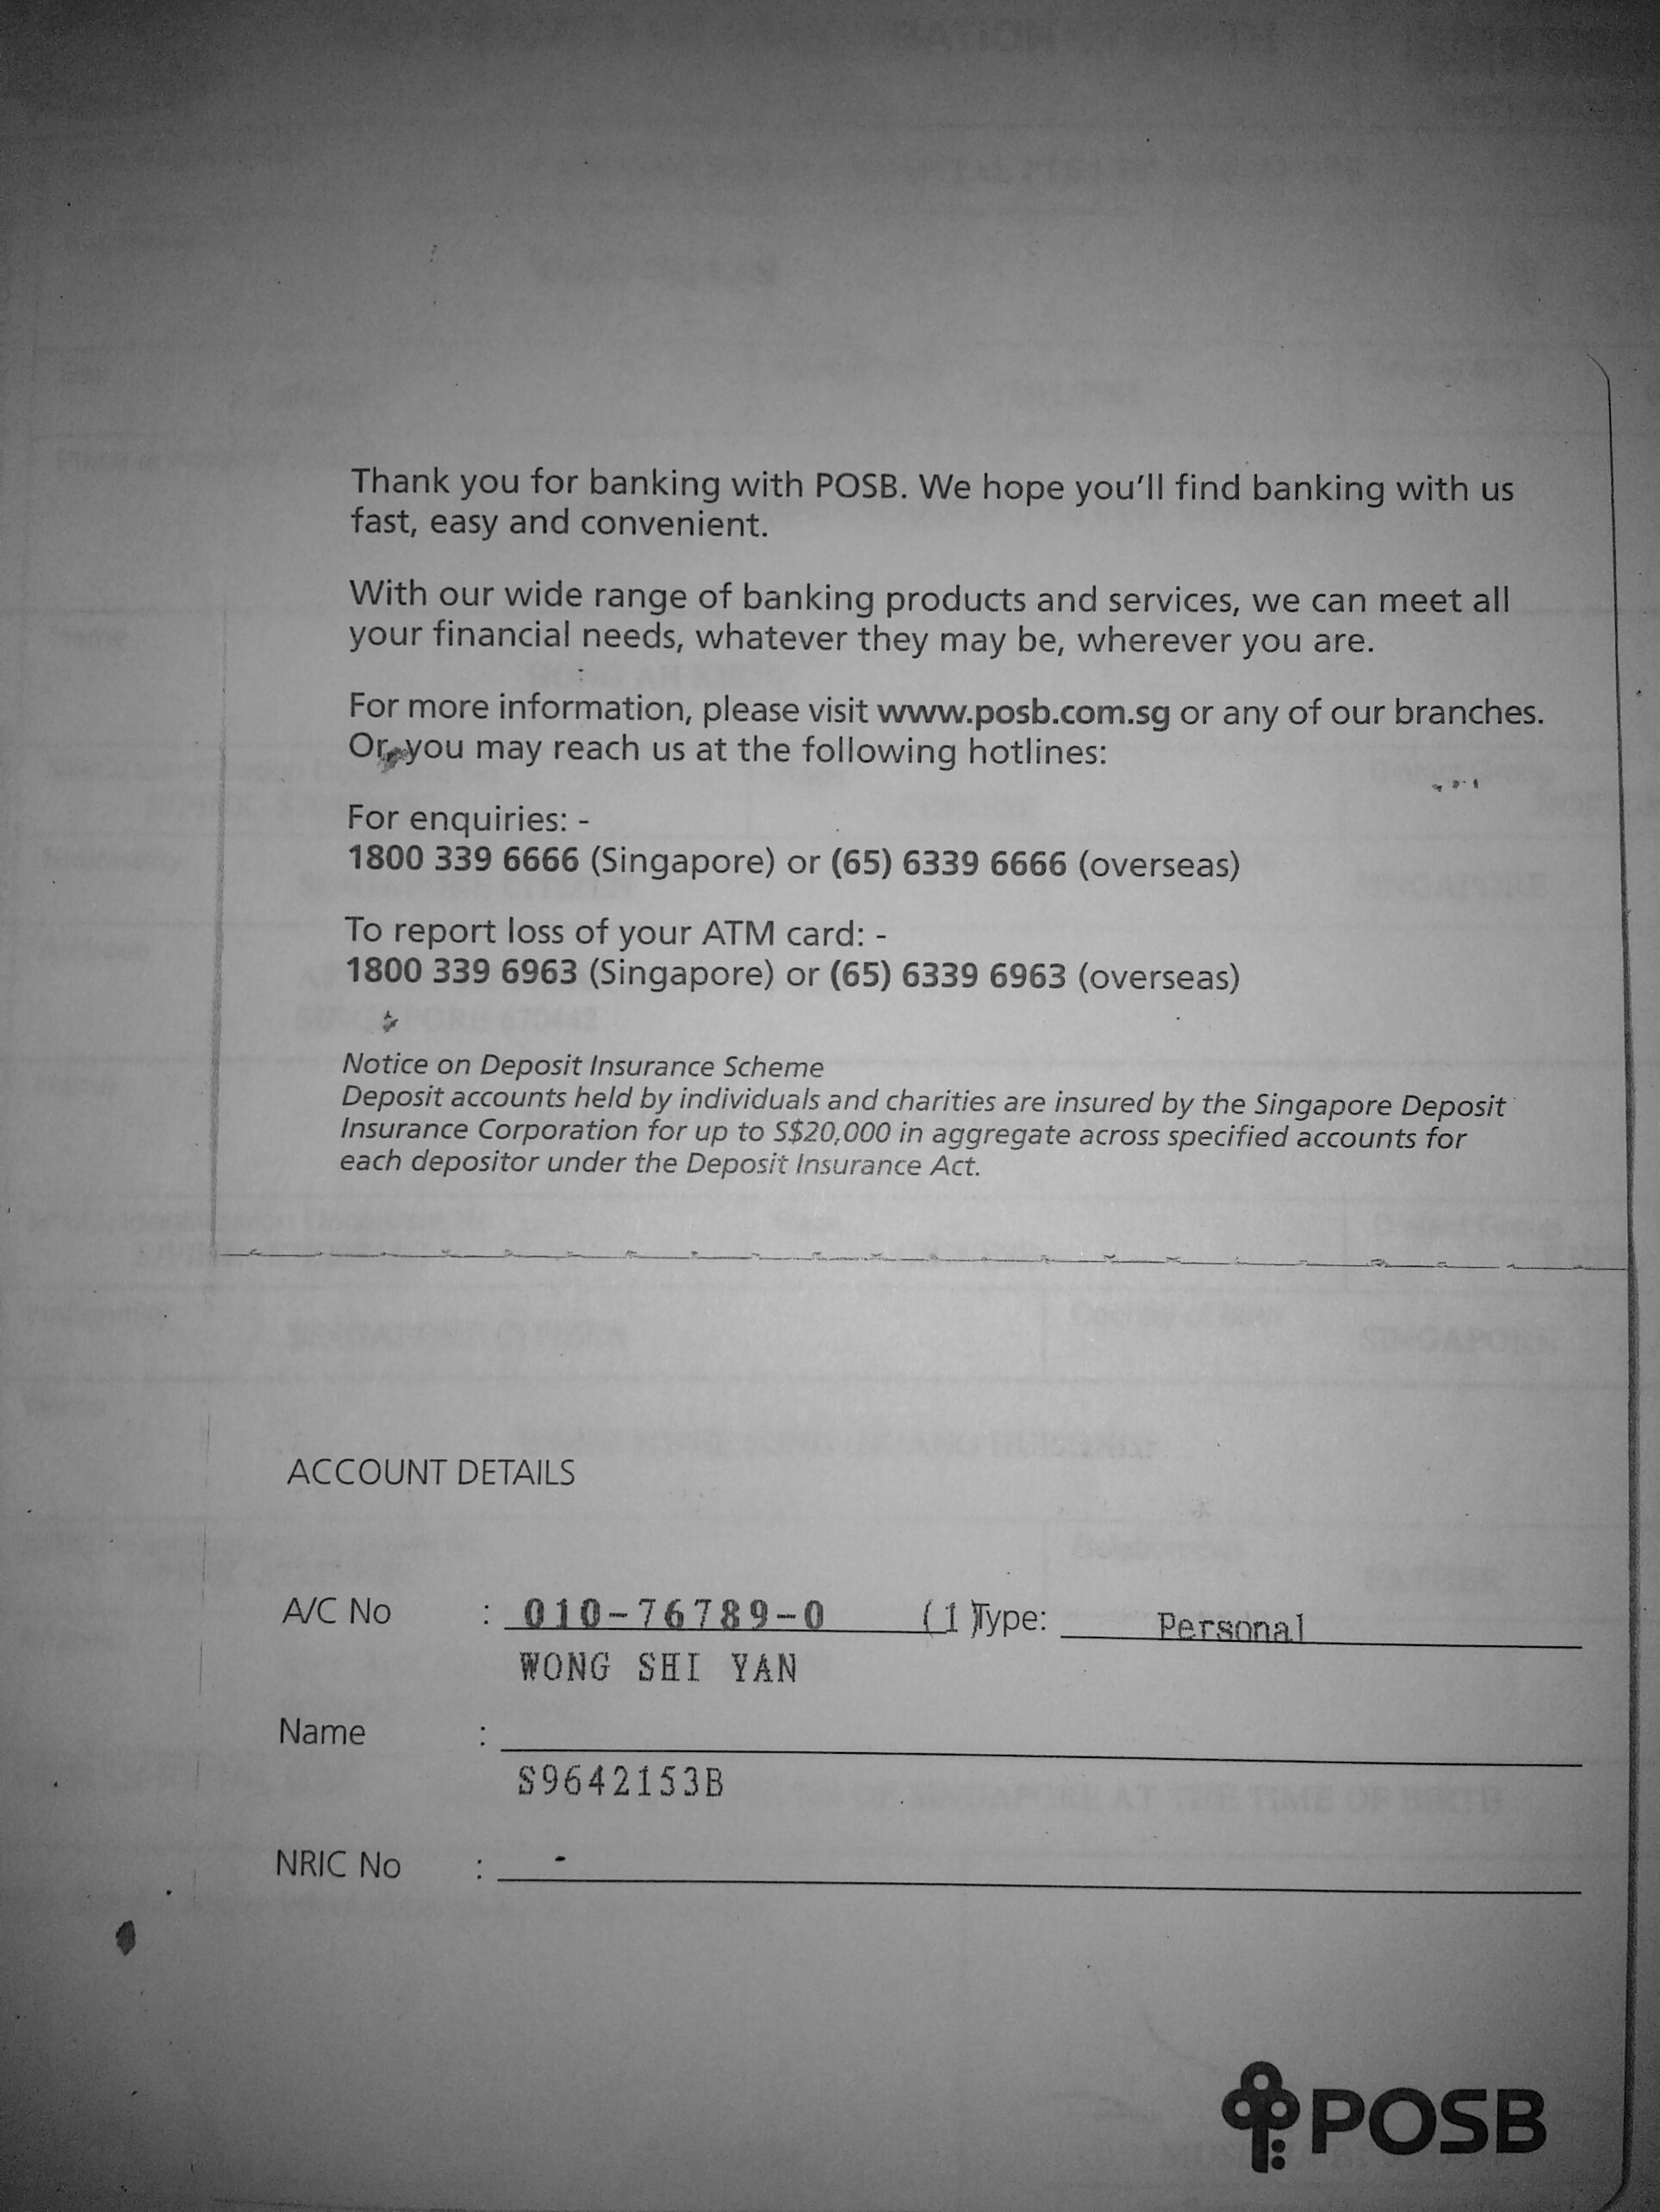 Thank you for banking with POSB. We hope you'll find banking with us
fast, easy and convenient.
With our wide range of banking products and services, we can meet all
your financial needs, whatever they may be, wherever you are.
For more information, please visit www.posb.com.sg or any of our branches.
Or, you may reach us at the following hotlines:
For enquiries: -
1800 339 6666 (Singapore) or (65) 6339 6666 (overseas)
To report loss of your ATM card: -
1800 339 6963 (Singapore) or (65) 6339 6963 (overseas)
Notice on Deposit Insurance Scheme
Deposit accounts held by individuals and charities are insured by the Singapore Deposit
Insurance Corporation for up to S$20,000 in aggregate across specified accounts for
each depositor under the Deposit Insurance Act.
ACCOUNT DETAILS
A/C No : 010-76789-0 (1) Type: Personal
WONG SHI YAN
Name :
S9642153B
NRIC No : -
POSB